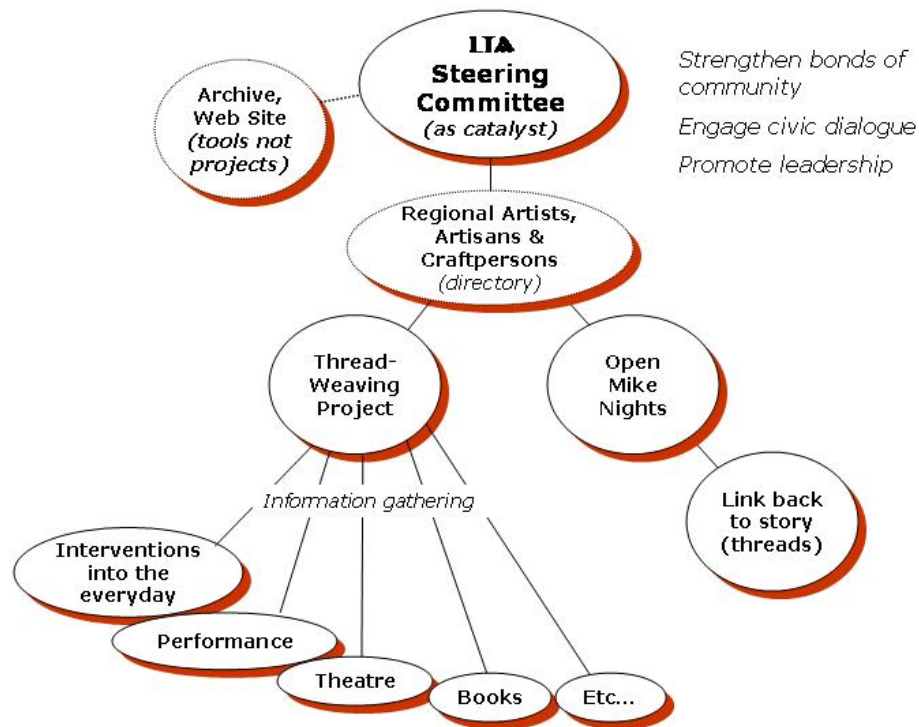 LTA
Steering
Committee
(as catalyst)
Archive,
Web Site
(tools not
projects)
Strengthen bonds of
community
Engage civic dialogue
Promote leadership
Regional Artists,
Artisans &
Craftpersons
(directory)
Thread-
Weaving
Project
Open
Mike
Nights
Information gathering
Link back
to story
(threads)
Interventions
into the
everyday
Performance
Theatre
Books
Etc...